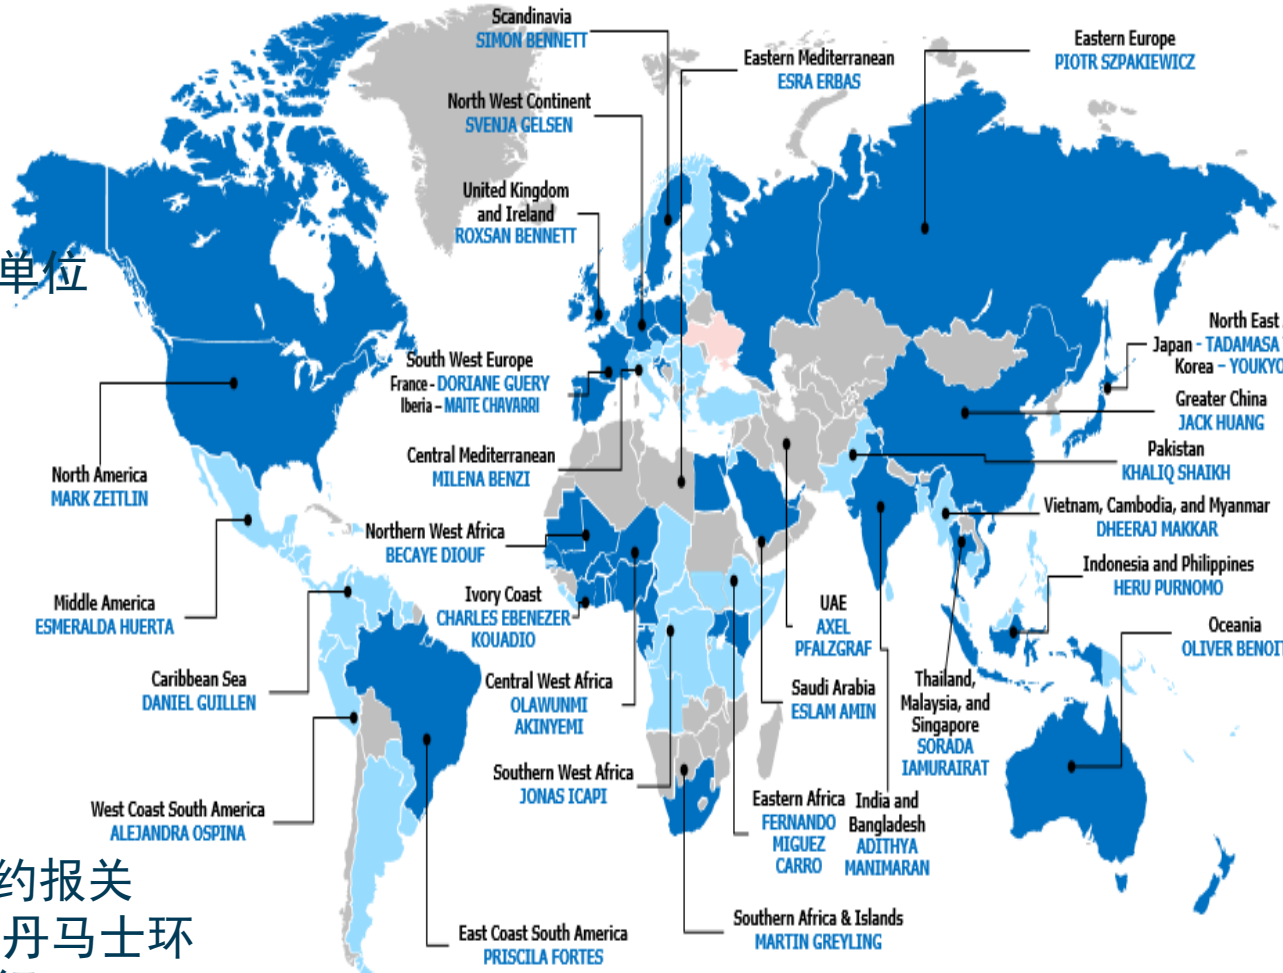 Scandinavia
SIMON BENNETT
Eastern Mediterranean
ESRA ERBAS
Eastern Europe
PIOTR SZPAKIEWICZ
North West Continent
SVENJA GELSEN
United Kingdom
and Ireland
ROXSAN BENNETT
单位
South West Europe
France - DORIANE GUERY
Iberia – MAITE CHAVARRI
North East
Japan - TADAMASA
Korea – YOUKYO
Greater China
JACK HUANG
Central Mediterranean
MILENA BENZI
Pakistan
KHALIQ SHAIKH
North America
MARK ZEITLIN
Vietnam, Cambodia, and Myanmar
DHEERAJ MAKKAR
Northern West Africa
BECAYE DIOUF
Indonesia and Philippines
HERU PURNOMO
Middle America
ESMERALDA HUERTA
Ivory Coast
CHARLES EBENEZER
KOUADIO
UAE
AXEL
PFALZGRAF
Oceania
OLIVER BENOIT
Caribbean Sea
DANIEL GUILLEN
Central West Africa
OLAWUNMI
AKINYEMI
Saudi Arabia
ESLAM AMIN
Thailand,
Malaysia, and
Singapore
SORADA
IAMURAIRAT
Southern West Africa
JONAS ICAPI
West Coast South America
ALEJANDRA OSPINA
Eastern Africa
FERNANDO
MIGUEZ
CARRO
India and
Bangladesh
ADITHYA
MANIMARAN
约报关
丹马士环
East Coast South America
PRISCILA FORTES
Southern Africa & Islands
MARTIN GREYLING